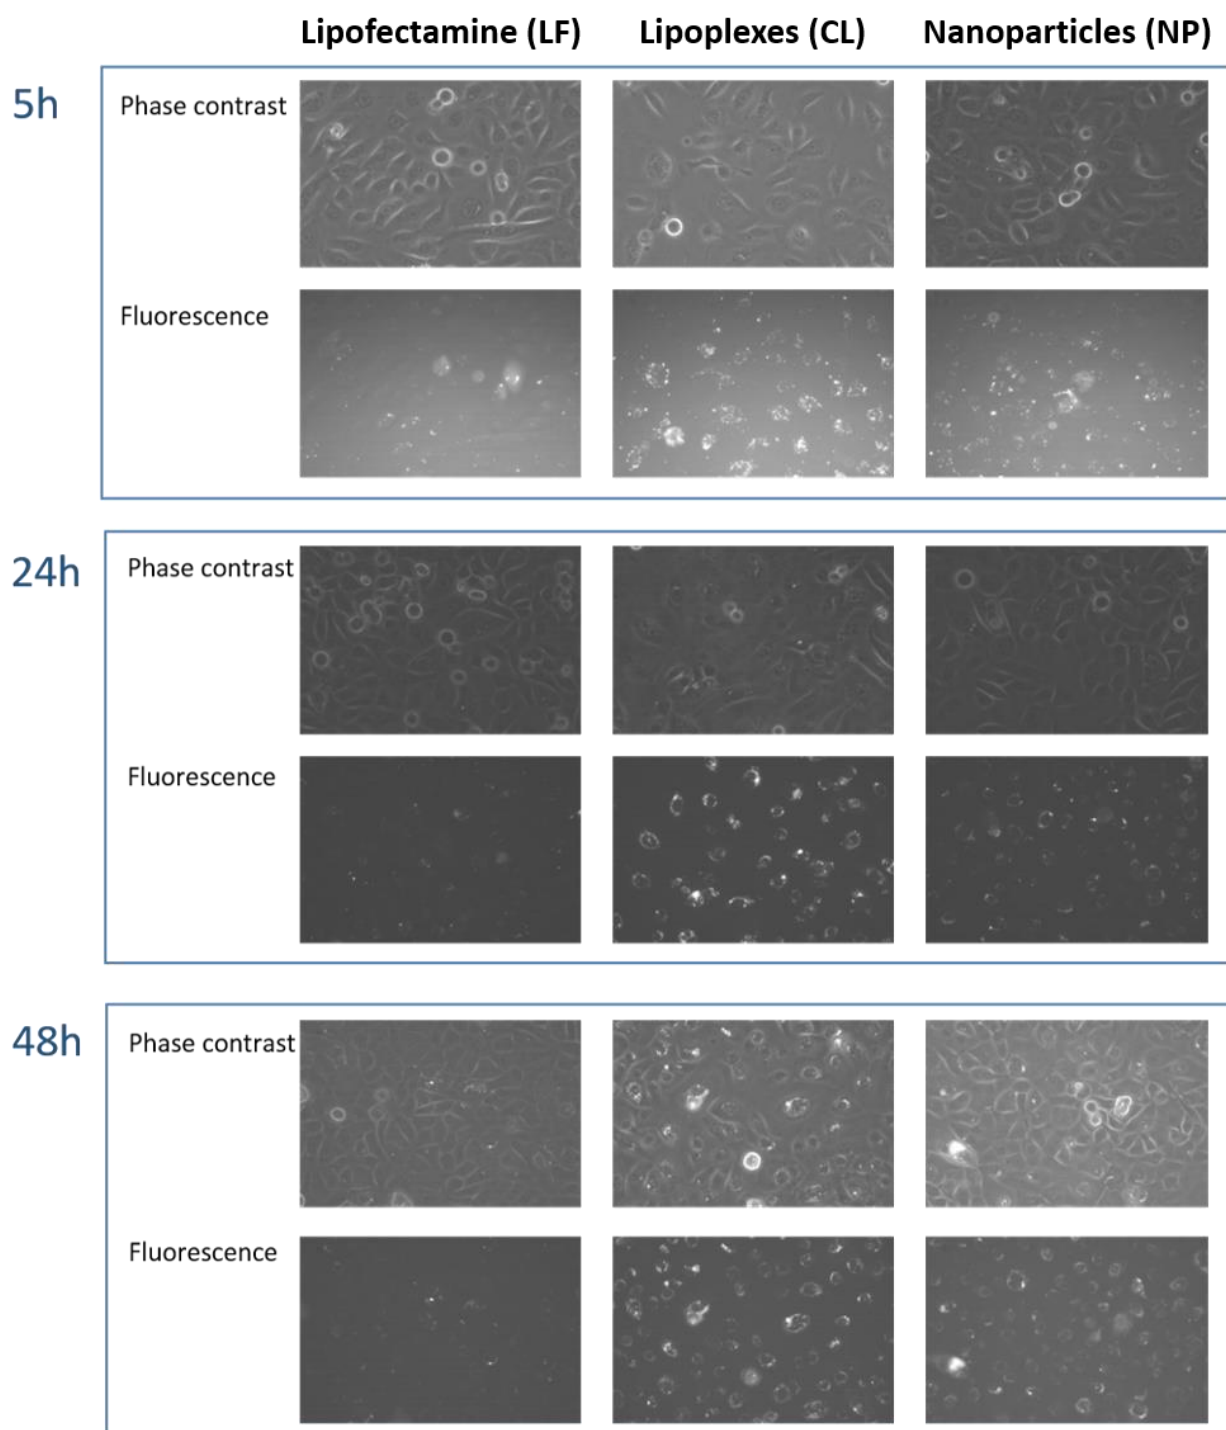 Lipofectamine (LF) Lipoplexes (CL) Nanoparticles (NP)
5h
Phase contrast
Fluorescence
24h
Phase contrast
Fluorescence
48h
Phase contrast
Fluorescence